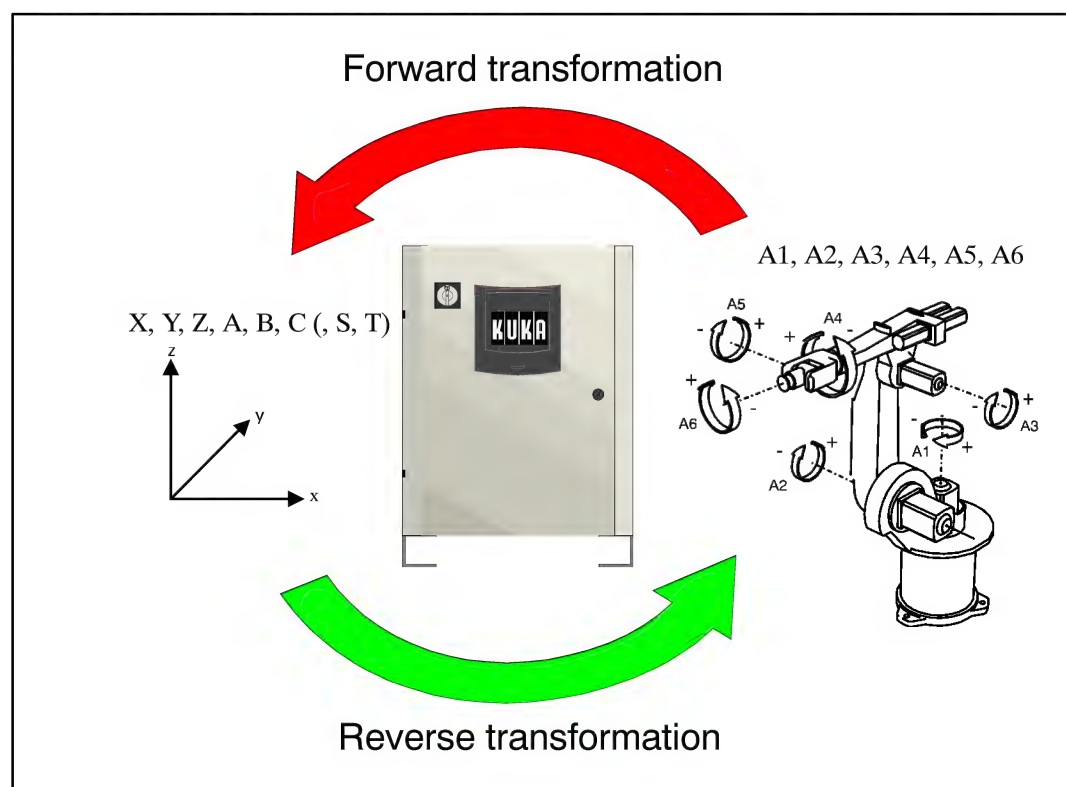 Forward transformation
A1, A2, A3, A4, A5, A6
X, Y, Z, A, B, C (, S, T)
KUKA
z
y
x
A5
- +
+ A4 -
+
A6 -
- +
A3
-
A1 +
- +
A2
Reverse transformation